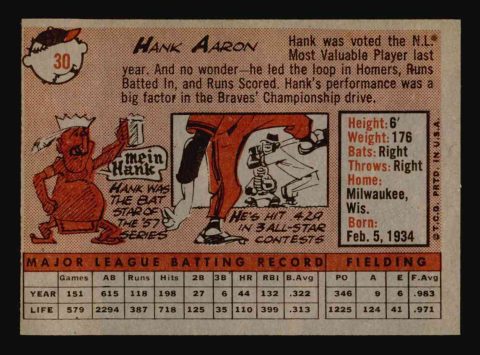 30
HANK AARON
Hank was voted the N.L.
Most Valuable Player last
year. And no wonder—he led the loop in Homers, Runs
Batted In, and Runs Scored. Hank's performance was a
big factor in the Braves' Championship drive.
mein
Hank
HANK WAS
THE BAT
STAR OF
THE '57
SERIES
HE'S HIT .429
IN 3 ALL-STAR
CONTESTS
Height: 6'
Weight: 176
Bats: Right
Throws: Right
Home:
Milwaukee,
Wis.
Born:
Feb. 5, 1934
© T.C.G. PRTD. IN U.S.A.
MAJOR LEAGUE BATTING RECORD FIELDING
Games AB Runs Hits 2B 3B HR RBI B.Avg PO A E F.Avg
YEAR 151 615 118 198 27 6 44 132 .322 346 9 6 .983
LIFE 579 2294 387 718 125 35 110 399 .313 1225 124 41 .971